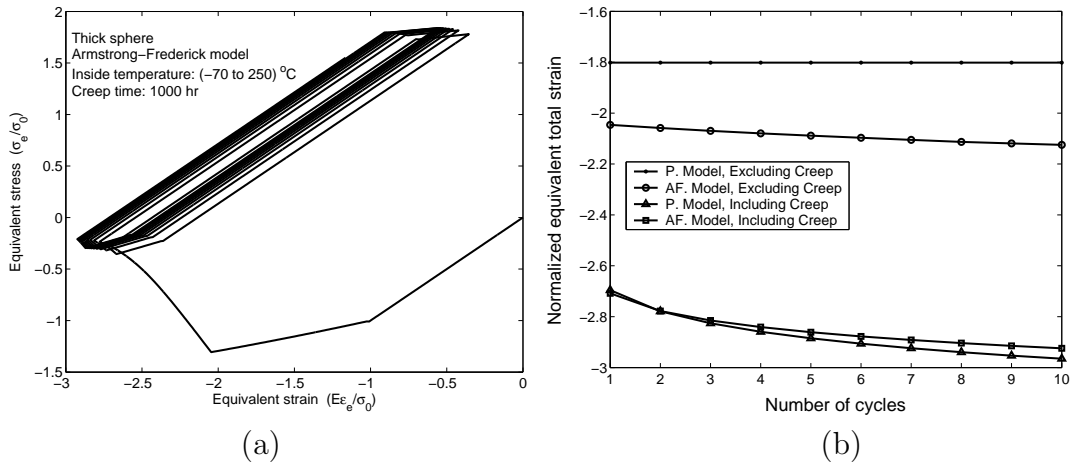 Thick sphere
Armstrong−Frederick model
Inside temperature: (−70 to 250) °C
Creep time: 1000 hr
Equivalent stress (σe/σ0)
2
1.5
1
0.5
0
−0.5
−1
−1.5
−3
−2.5
−2
−1.5
−1
−0.5
0
Equivalent strain (Eεe/σ0)
(a)
Normalized equivalent total strain
−1.6
−1.8
−2
−2.2
−2.4
−2.6
−2.8
−3
P. Model, Excluding Creep
AF. Model, Excluding Creep
P. Model, Including Creep
AF. Model, Including Creep
1
2
3
4
5
6
7
8
9
10
Number of cycles
(b)